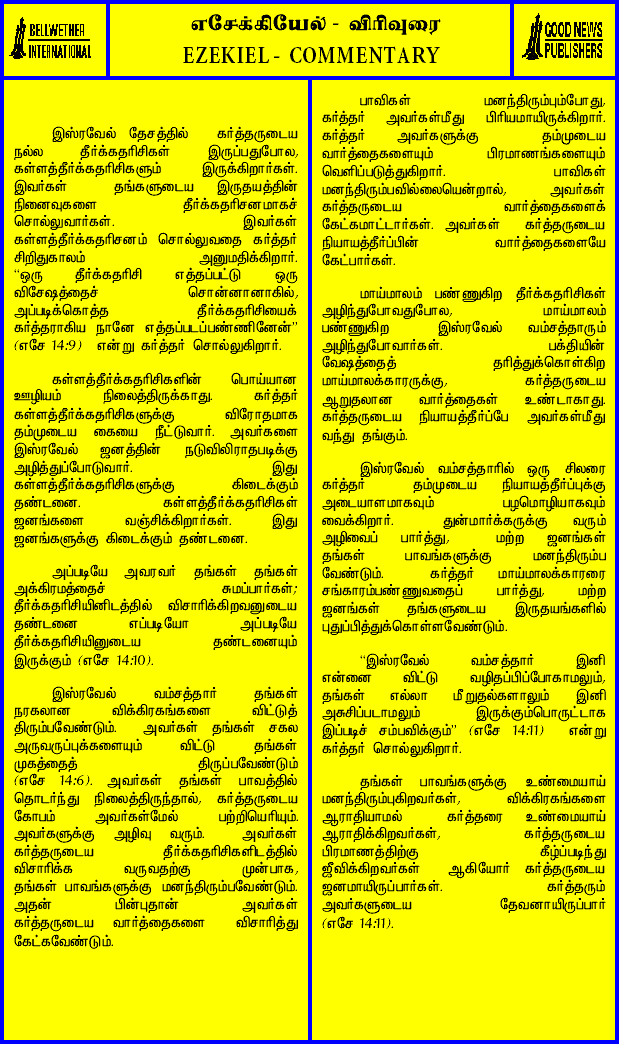 எசேக்கியேல் - விரிவுரை
EZEKIEL - COMMENTARY
BELLWETHER
INTERNATIONAL
GOOD NEWS
PUBLISHERS
இஸ்ரவேல் தேசத்தில் கர்த்தருடைய
நல்ல தீர்க்கதரிசிகள் இருப்பதுபோல,
கள்ளத்தீர்க்கதரிசிகளும் இருக்கிறார்கள்.
இவர்கள் தங்களுடைய இருதயத்தின்
நினைவுகளை தீர்க்கதரிசனமாகச்
சொல்லுவார்கள். இவர்கள்
கள்ளத்தீர்க்கதரிசனம் சொல்லுவதை கர்த்தர்
சிறிதுகாலம் அனுமதிக்கிறார்.
“ஒரு தீர்க்கதரிசி எத்தப்பட்டு ஒரு
விசேஷத்தைச் சொன்னானாகில்,
அப்படிக்கொத்த தீர்க்கதரிசியைக்
கர்த்தராகிய நானே எத்தப்படப்பண்ணினேன்”
(எசே 14:9) என்று கர்த்தர் சொல்லுகிறார்.
கள்ளத்தீர்க்கதரிசிகளின் பொய்யான
ஊழியம் நிலைத்திருக்காது. கர்த்தர்
கள்ளத்தீர்க்கதரிசிகளுக்கு விரோதமாக
தம்முடைய கையை நீட்டுவார். அவர்களை
இஸ்ரவேல் ஜனத்தின் நடுவிலிராதபடிக்கு
அழித்துப்போடுவார். இது
கள்ளத்தீர்க்கதரிசிகளுக்கு கிடைக்கும்
தண்டனை. கள்ளத்தீர்க்கதரிசிகள்
ஜனங்களை வஞ்சிக்கிறார்கள். இது
ஜனங்களுக்கு கிடைக்கும் தண்டனை.
அப்படியே அவரவர் தங்கள் தங்கள்
அக்கிரமத்தைச் சுமப்பார்கள்;
தீர்க்கதரிசியினிடத்தில் விசாரிக்கிறவனுடைய
தண்டனை எப்படியோ அப்படியே
தீர்க்கதரிசியினுடைய தண்டனையும்
இருக்கும் (எசே 14:10).
இஸ்ரவேல் வம்சத்தார் தங்கள்
நரகலான விக்கிரகங்களை விட்டுத்
திரும்பவேண்டும். அவர்கள் தங்கள் சகல
அருவருப்புக்களையும் விட்டு தங்கள்
முகத்தைத் திருப்பவேண்டும்
(எசே 14:6). அவர்கள் தங்கள் பாவத்தில்
தொடர்ந்து நிலைத்திருந்தால், கர்த்தருடைய
கோபம் அவர்கள்மேல் பற்றியெரியும்.
அவர்களுக்கு அழிவு வரும். அவர்கள்
கர்த்தருடைய தீர்க்கதரிசிகளிடத்தில்
விசாரிக்க வருவதற்கு முன்பாக,
தங்கள் பாவங்களுக்கு மனந்திரும்பவேண்டும்.
அதன் பின்புதான் அவர்கள்
கர்த்தருடைய வார்த்தைகளை விசாரித்து
கேட்கவேண்டும்.
பாவிகள் மனந்திரும்பும்போது,
கர்த்தர் அவர்கள்மீது பிரியமாயிருக்கிறார்.
கர்த்தர் அவர்களுக்கு தம்முடைய
வார்த்தைகளையும் பிரமாணங்களையும்
வெளிப்படுத்துகிறார். பாவிகள்
மனந்திரும்பவில்லையென்றால், அவர்கள்
கர்த்தருடைய வார்த்தைகளைக்
கேட்கமாட்டார்கள். அவர்கள் கர்த்தருடைய
நியாயத்தீர்ப்பின் வார்த்தைகளையே
கேட்பார்கள்.
மாய்மாலம் பண்ணுகிற தீர்க்கதரிசிகள்
அழிந்துபோவதுபோல, மாய்மாலம்
பண்ணுகிற இஸ்ரவேல் வம்சத்தாரும்
அழிந்துபோவார்கள். பக்தியின்
வேஷத்தைத் தரித்துக்கொள்கிற
மாய்மாலக்காரருக்கு, கர்த்தருடைய
ஆறுதலான வார்த்தைகள் உண்டாகாது.
கர்த்தருடைய நியாயத்தீர்ப்பே அவர்கள்மீது
வந்து தங்கும்.
இஸ்ரவேல் வம்சத்தாரில் ஒரு சிலரை
கர்த்தர் தம்முடைய நியாயத்தீர்ப்புக்கு
அடையாளமாகவும் பழமொழியாகவும்
வைக்கிறார். துன்மார்க்கருக்கு வரும்
அழிவைப் பார்த்து, மற்ற ஜனங்கள்
தங்கள் பாவங்களுக்கு மனந்திரும்ப
வேண்டும். கர்த்தர் மாய்மாலக்காரரை
சங்காரம்பண்ணுவதைப் பார்த்து, மற்ற
ஜனங்கள் தங்களுடைய இருதயங்களில்
புதுப்பித்துக்கொள்ளவேண்டும்.
“இஸ்ரவேல் வம்சத்தார் இனி
என்னை விட்டு வழிதப்பிப்போகாமலும்,
தங்கள் எல்லா மீறுதல்களாலும் இனி
அசுசிப்படாமலும் இருக்கும்பொருட்டாக
இப்படிச் சம்பவிக்கும்” (எசே 14:11) என்று
கர்த்தர் சொல்லுகிறார்.
தங்கள் பாவங்களுக்கு உண்மையாய்
மனந்திரும்புகிறவர்கள், விக்கிரகங்களை
ஆராதியாமல் கர்த்தரை உண்மையாய்
ஆராதிக்கிறவர்கள், கர்த்தருடைய
பிரமாணத்திற்கு கீழ்ப்படிந்து
ஜீவிக்கிறவர்கள் ஆகியோர் கர்த்தருடைய
ஜனமாயிருப்பார்கள். கர்த்தரும்
அவர்களுடைய தேவனாயிருப்பார்
(எசே 14:11).